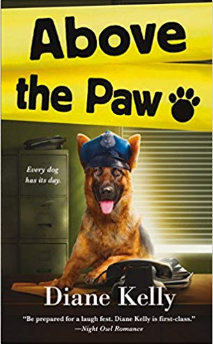 Above
the Paw
Every dog
has its day.
Diane Kelly
"Be prepared for a laugh fest. Diane Kelly is first-class."
—Night Owl Romance